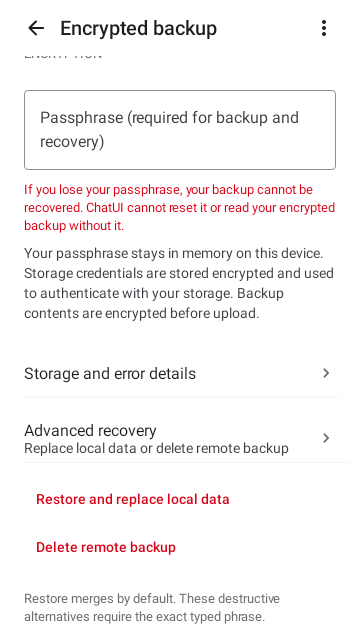 Encrypted backup
ENCRYPTION
Passphrase (required for backup and
recovery)
If you lose your passphrase, your backup cannot be
recovered. ChatUI cannot reset it or read your encrypted
backup without it.
Your passphrase stays in memory on this device.
Storage credentials are stored encrypted and used
to authenticate with your storage. Backup
contents are encrypted before upload.
Storage and error details
Advanced recovery
Replace local data or delete remote backup
Restore and replace local data
Delete remote backup
Restore merges by default. These destructive
alternatives require the exact typed phrase.